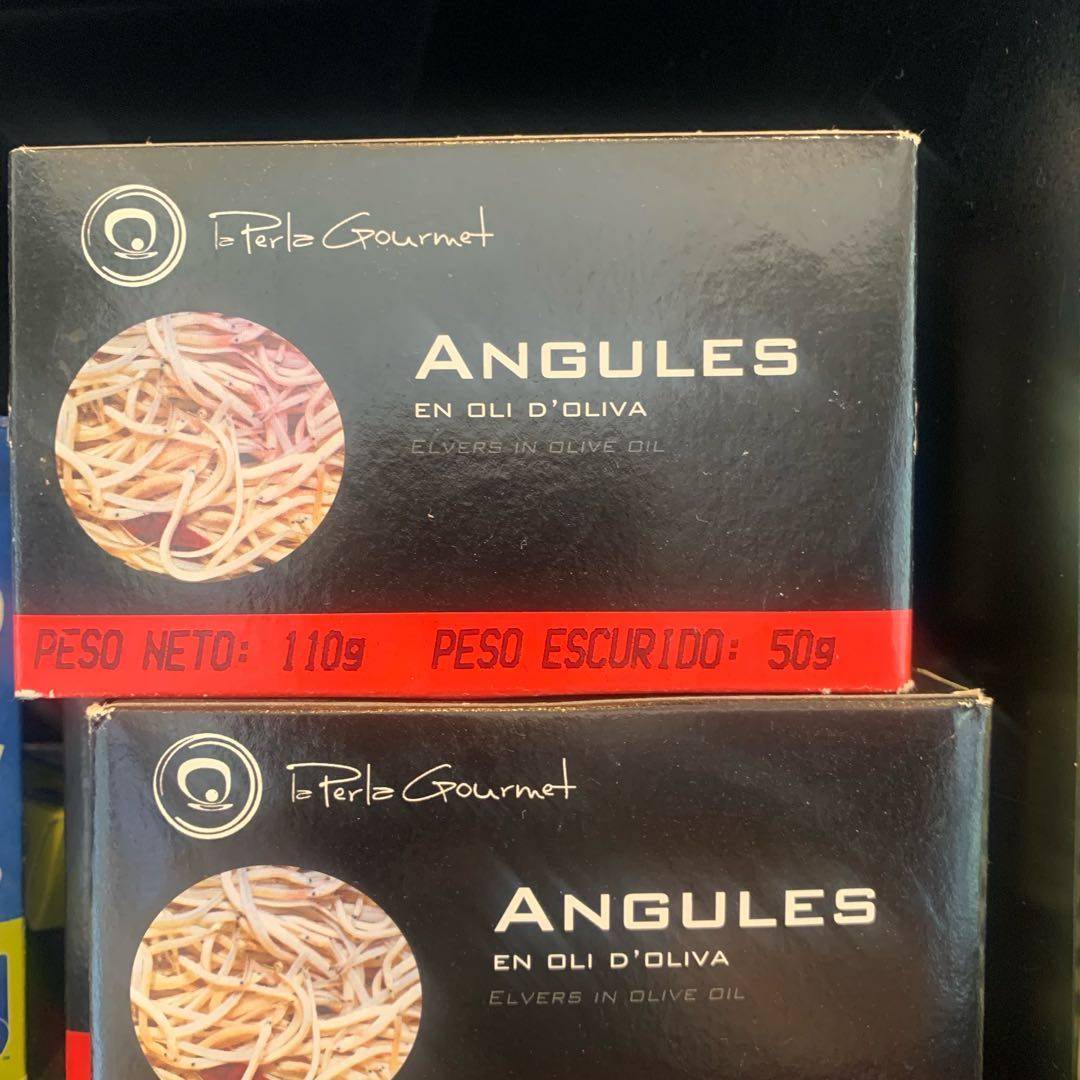 la Perla Gourmet
ANGULES
EN OLI D'OLIVA
ELVERS IN OLIVE OIL
PESO NETO: 110g PESO ESCURIDO: 50g
la Perla Gourmet
ANGULES
EN OLI D'OLIVA
ELVERS IN OLIVE OIL